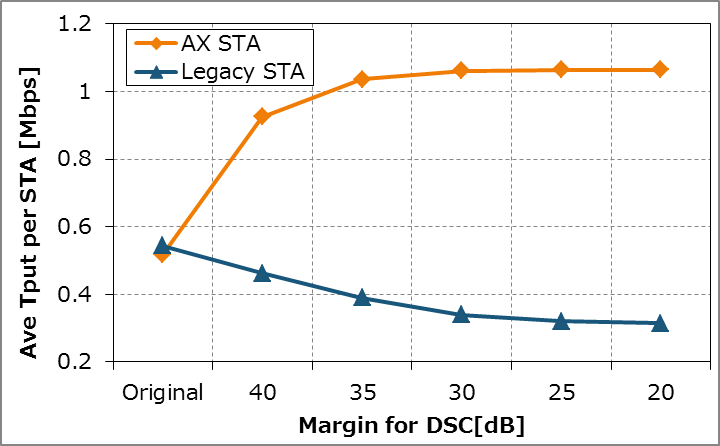 AX STA
Legacy STA
1.2
1
0.8
0.6
0.4
0.2
Ave Tput per STA [Mbps]
Original 40 35 30 25 20
Margin for DSC[dB]